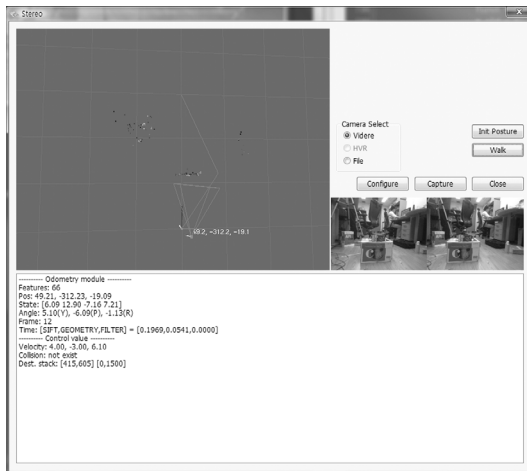 Stereo
Camera Select
Videre
HVR
File
Init Posture
Walk
Configure
Capture
Close
-312.2, -19.1
---------- Odometry module ----------
Features: 66
Pos: 49.21, -312.23, -19.09
State: [6.09 12.90 -7.16 7.21]
Angle: 5.10(Y), -6.09(P), -1.13(R)
Frame: 12
Time: [SIFT,GEOMETRY,FILTER] = [0.1969,0.0541,0.0000]
---------- Control value ----------
Velocity: 4.00, -3.00, 6.10
Collision: not exist
Dest. stack: [415,605] [0,1500]